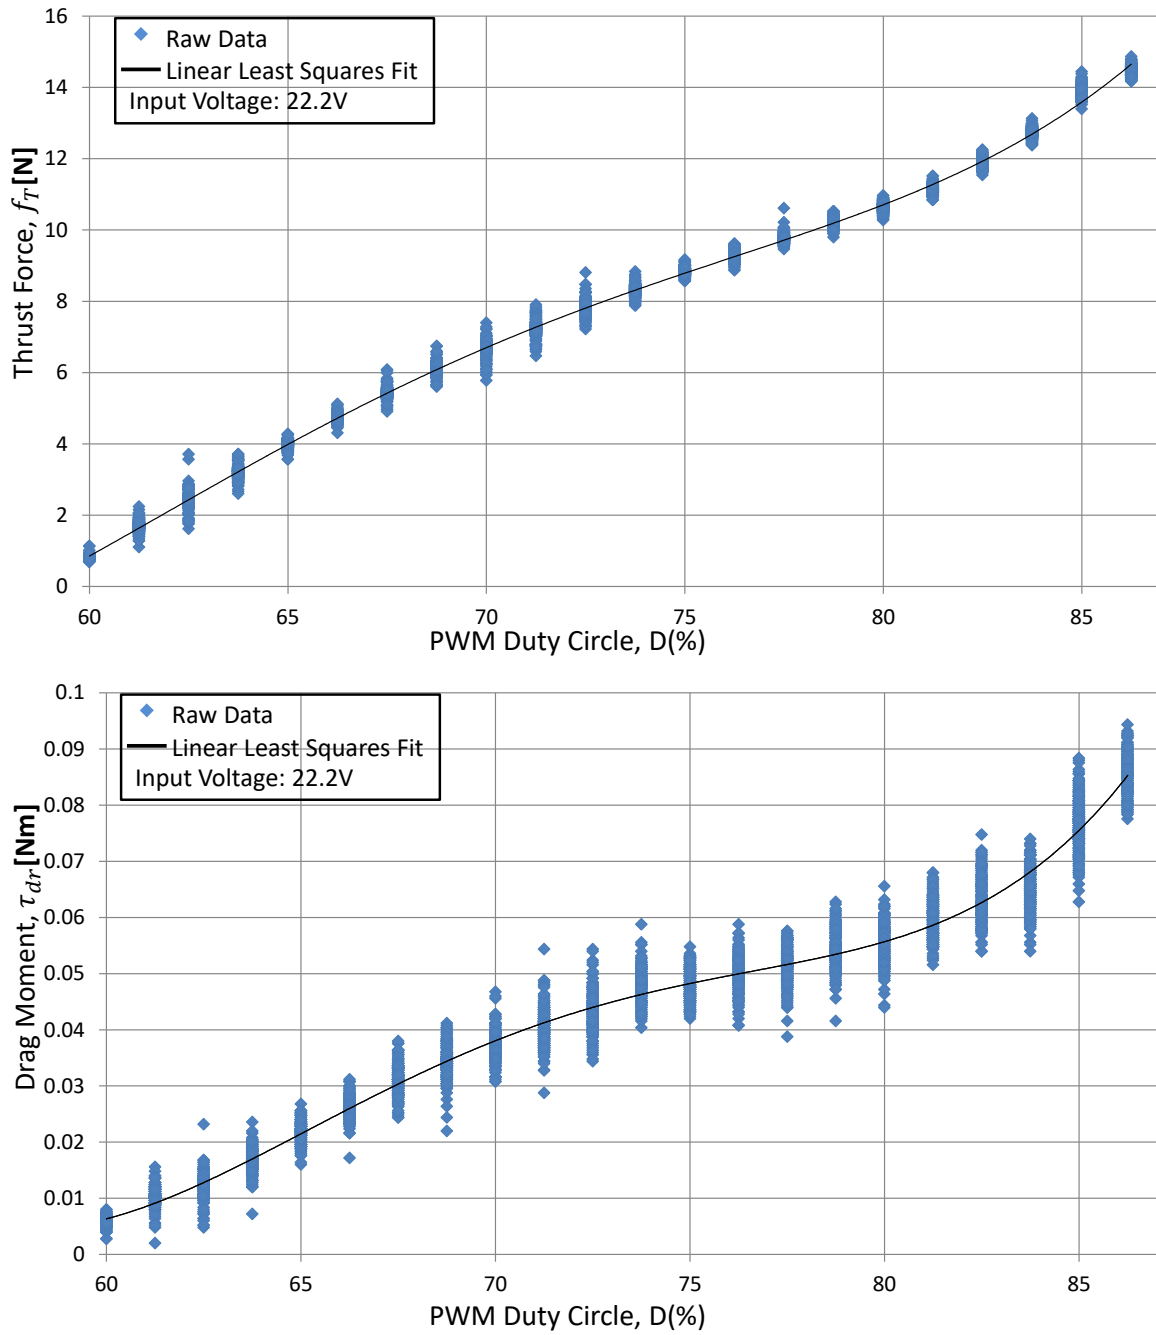 16
14
12
10
8
6
4
2
0
Thrust Force, f_T[N]
Raw Data
Linear Least Squares Fit
Input Voltage: 22.2V
60 65 70 75 80 85
PWM Duty Circle, D(%)
0.1
0.09
0.08
0.07
0.06
0.05
0.04
0.03
0.02
0.01
0
Drag Moment, τ_dr[Nm]
Raw Data
Linear Least Squares Fit
Input Voltage: 22.2V
60 65 70 75 80 85
PWM Duty Circle, D(%)